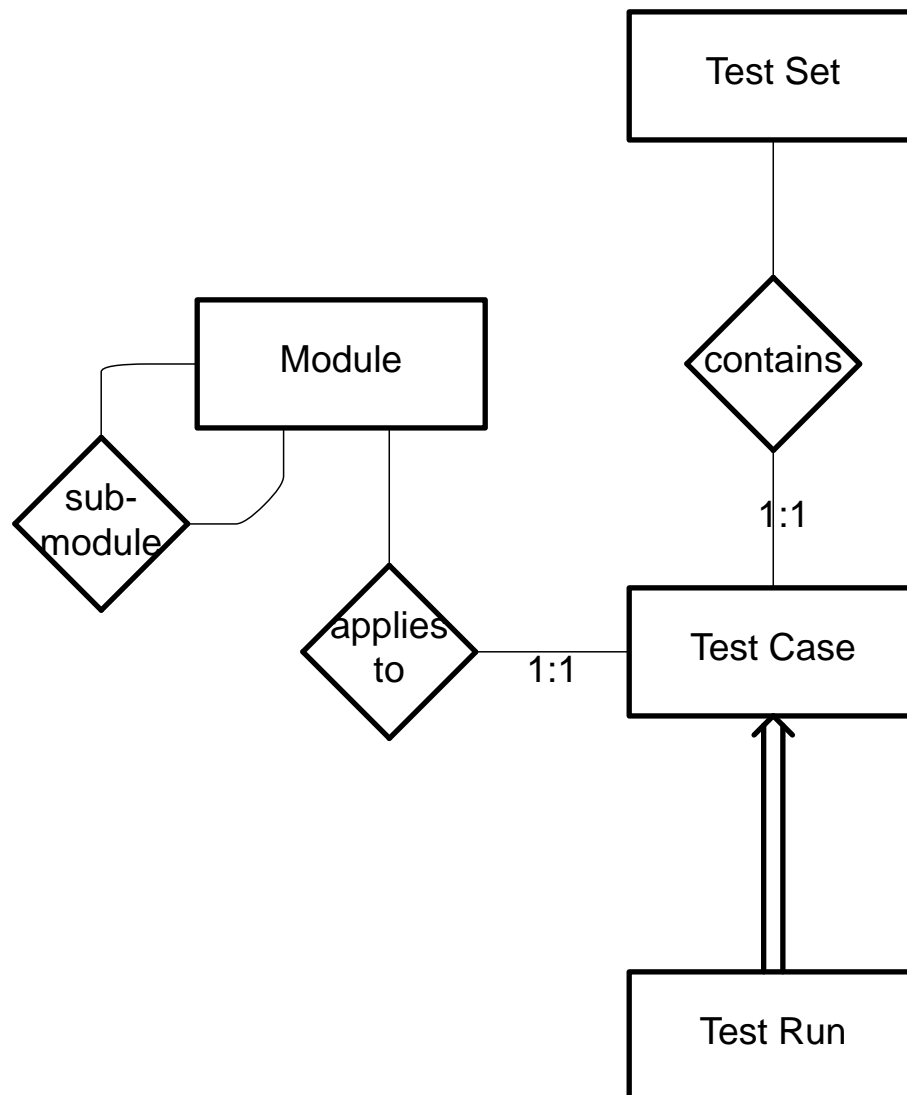 Test Set
Module
contains
sub-
module
1:1
applies
to
1:1
Test Case
Test Run